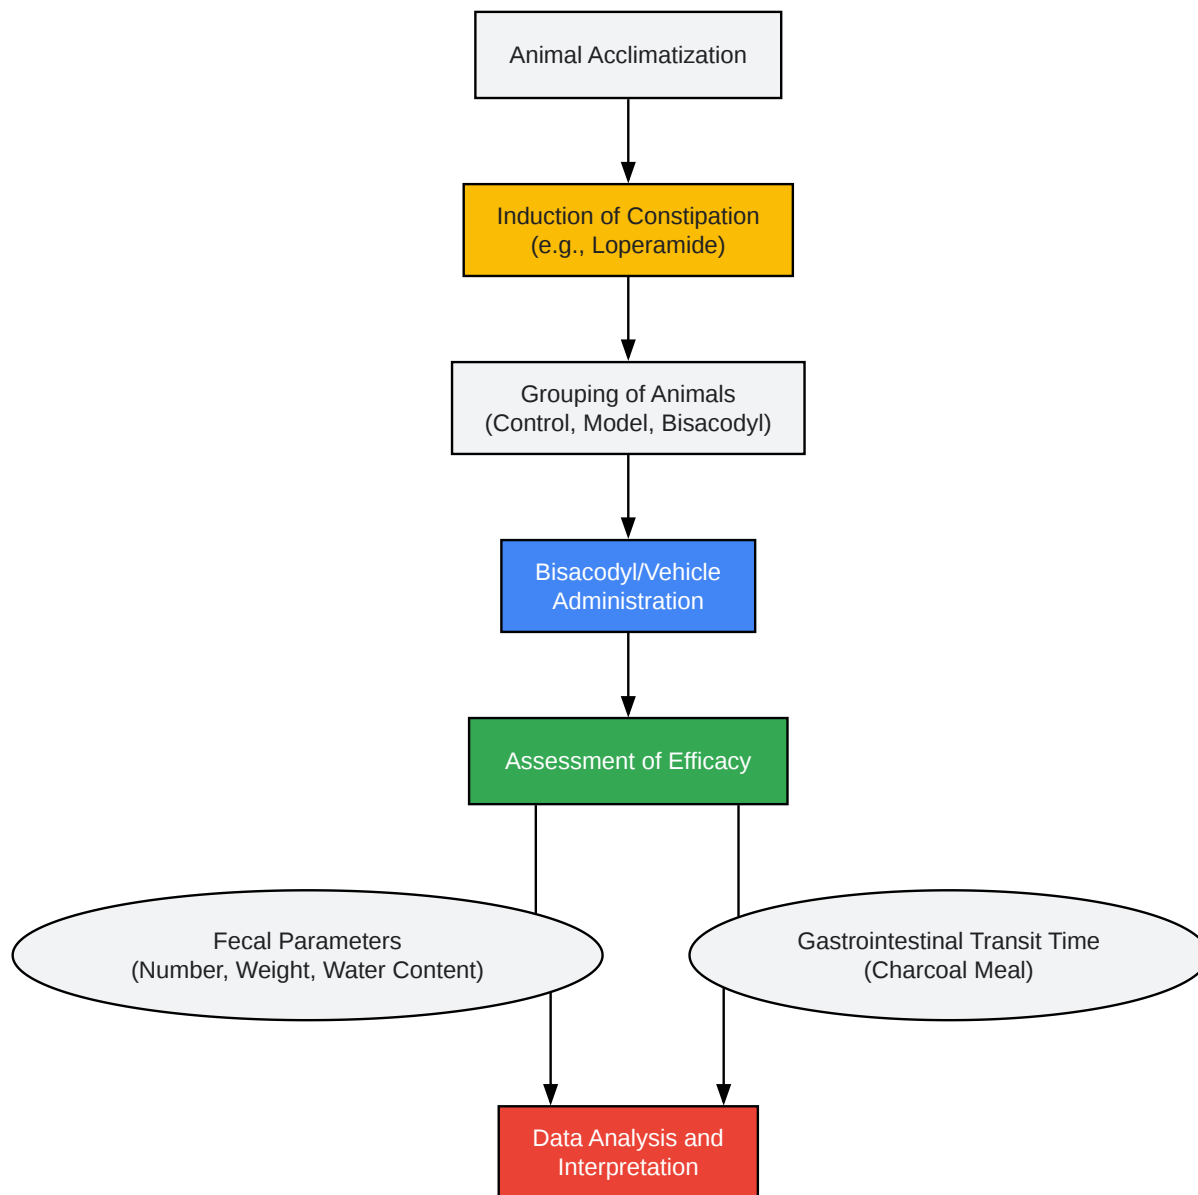 Animal Acclimatization
Induction of Constipation
(e.g., Loperamide)
Grouping of Animals
(Control, Model, Bisacodyl)
Bisacodyl/Vehicle
Administration
Assessment of Efficacy
Fecal Parameters
(Number, Weight, Water Content)
Gastrointestinal Transit Time
(Charcoal Meal)
Data Analysis and
Interpretation